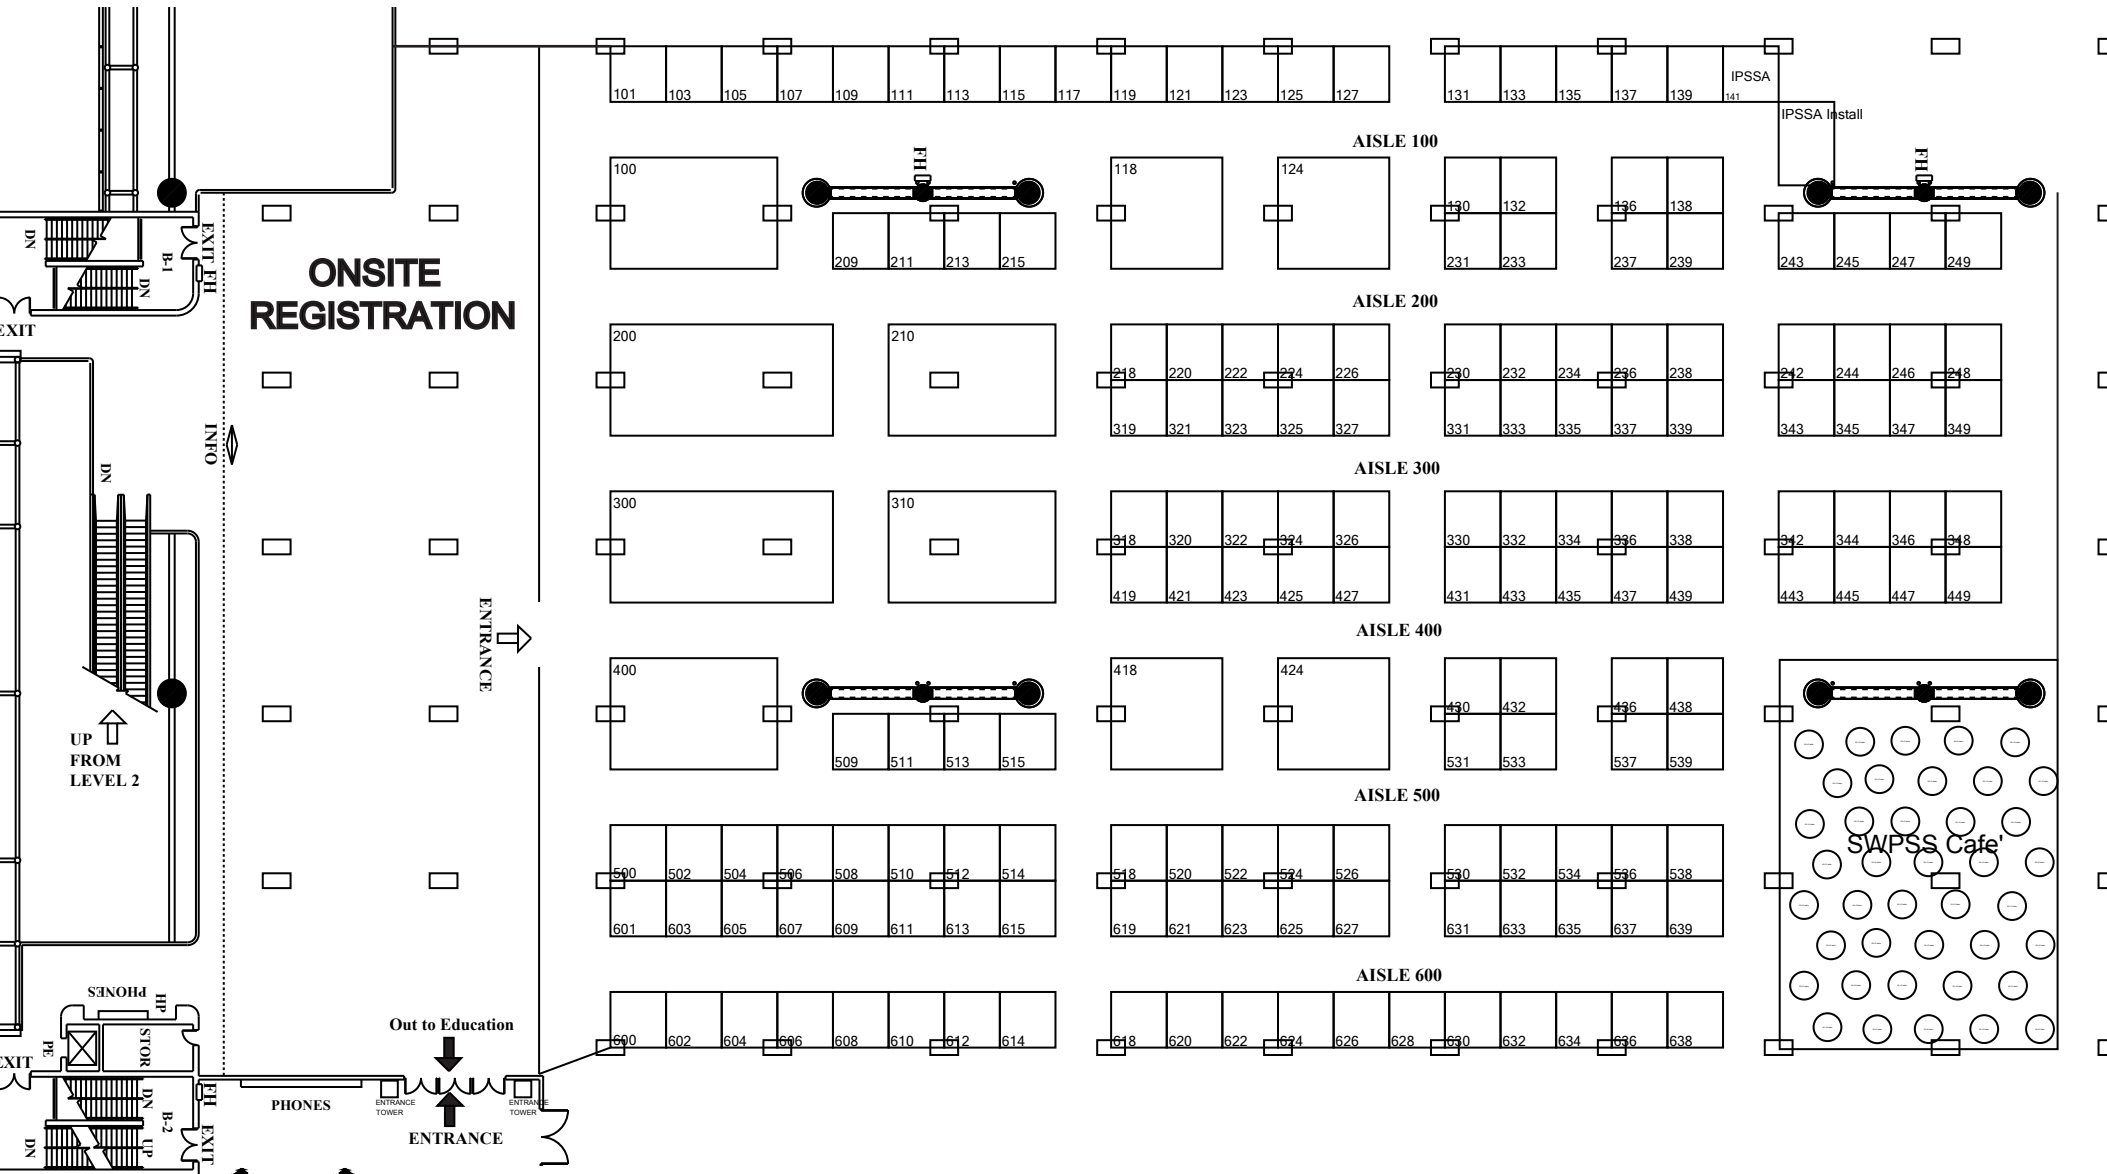 101 103 105 107 109 111 113 115 117 119 121 123 125 127 131 133 135 137 139 141
IPSSA
IPSSA Install
AISLE 100
100 118 124
FH FH
130 132 136 138
209 211 213 215 231 233 237 239 243 245 247 249
DN
EXIT FH
B-1
DN
EXIT
ONSITE
REGISTRATION
AISLE 200
200 210
218 220 222 224 226 230 232 234 236 238 242 244 246 248
319 321 323 325 327 331 333 335 337 339 343 345 347 349
INFO
DN
AISLE 300
300 310
318 320 322 324 326 330 332 334 336 338 342 344 346 348
419 421 423 425 427 431 433 435 437 439 443 445 447 449
ENTRANCE
AISLE 400
400 418 424
430 432 436 438
509 511 513 515 531 533 537 539
UP
FROM
LEVEL 2
AISLE 500
SWPSS Cafe'
500 502 504 506 508 510 512 514 518 520 522 524 526 530 532 534 536 538
601 603 605 607 609 611 613 615 619 621 623 625 627 631 633 635 637 639
AISLE 600
PHONES
HP
Out to Education
600 602 604 606 608 610 612 614 618 620 622 624 626 628 630 632 634 636 638
PE
STOR
EXIT
FH EXIT
DN
B-2
DN
UP
PHONES
ENTRANCE
TOWER
ENTRANCE
TOWER
ENTRANCE